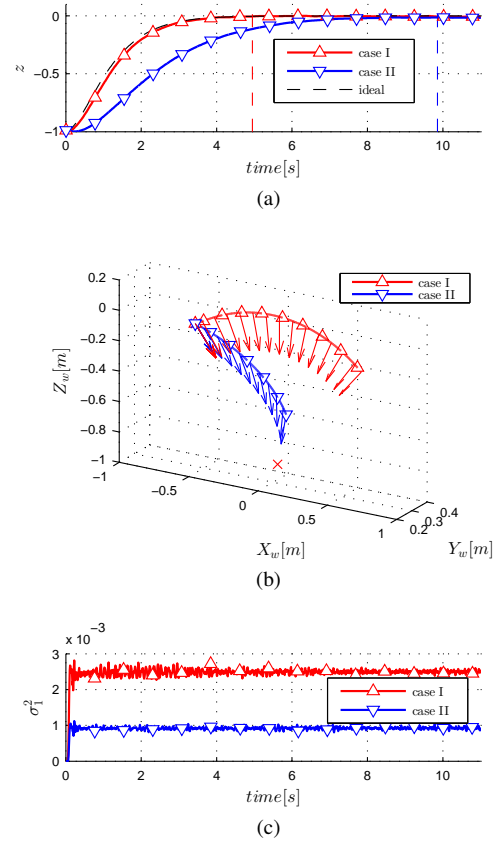 0
−0.5
−1
z
0 2 4 6 8 10
time[s]
case I
case II
ideal
(a)
0.2
0
−0.2
−0.4
−0.6
−0.8
−1
Z_w[m]
−1
−0.5
0
0.5
1
X_w[m]
0.2
0.3
0.4
Y_w[m]
case I
case II
(b)
x 10^−3
3
2
1
0
σ_1^2
0 2 4 6 8 10
time[s]
case I
case II
(c)